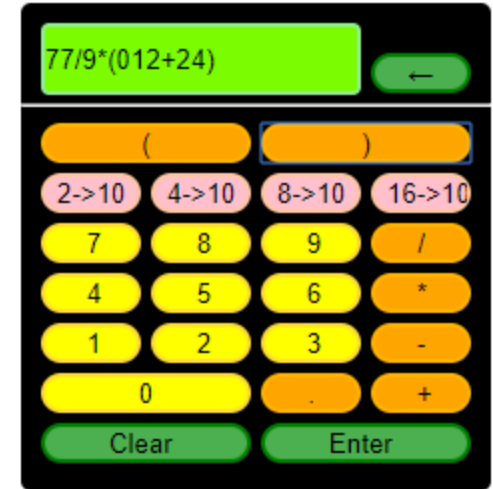 77/9*(012+24)
←
( )
2->10 4->10 8->10 16->10
7 8 9 /
4 5 6 *
1 2 3 -
0 . +
Clear Enter